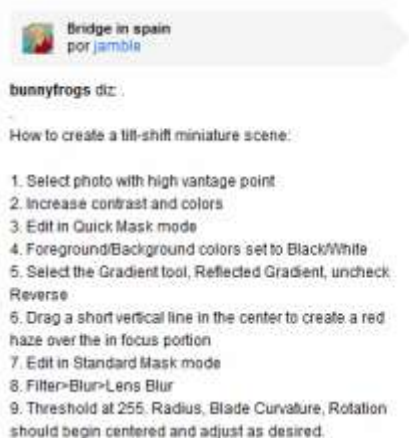 Bridge in spain
por jamble
bunnyfrogs diz: .
.
How to create a tilt-shift miniature scene:
1. Select photo with high vantage point
2. Increase contrast and colors
3. Edit in Quick Mask mode
4. Foreground/Background colors set to Black/White
5. Select the Gradient tool, Reflected Gradient, uncheck
Reverse
6. Drag a short vertical line in the center to create a red
haze over the in focus portion
7. Edit in Standard Mask mode
8. Filter>Blur>Lens Blur
9. Threshold at 255. Radius, Blade Curvature, Rotation
should begin centered and adjust as desired.